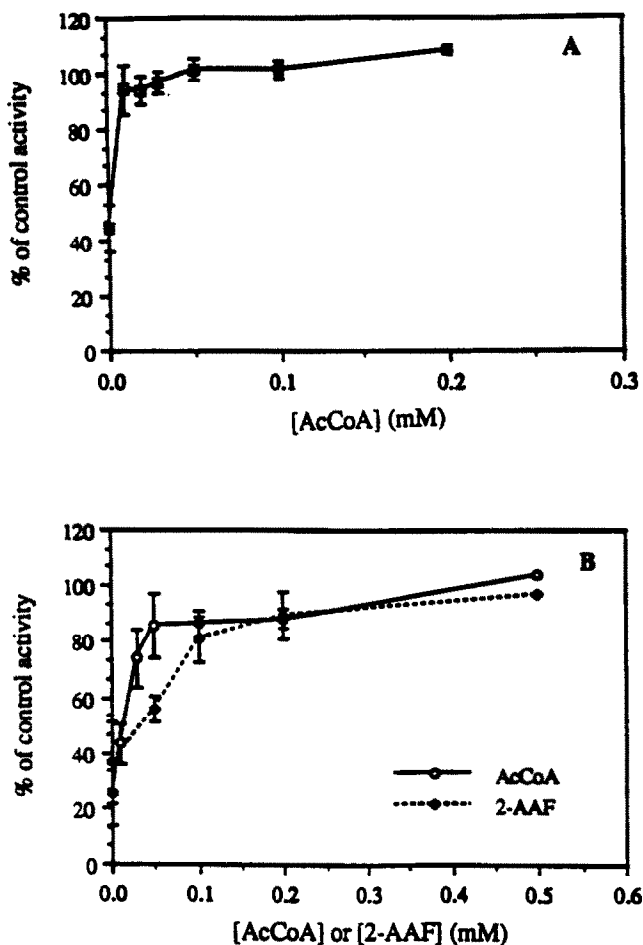 120
A
100
80
% of control activity
60
40
20
0
0.0 0.1 0.2 0.3
[AcCoA] (mM)
120
B
100
80
% of control activity
60
40
AcCoA
20
2-AAF
0
0.0 0.1 0.2 0.3 0.4 0.5 0.6
[AcCoA] or [2-AAF] (mM)